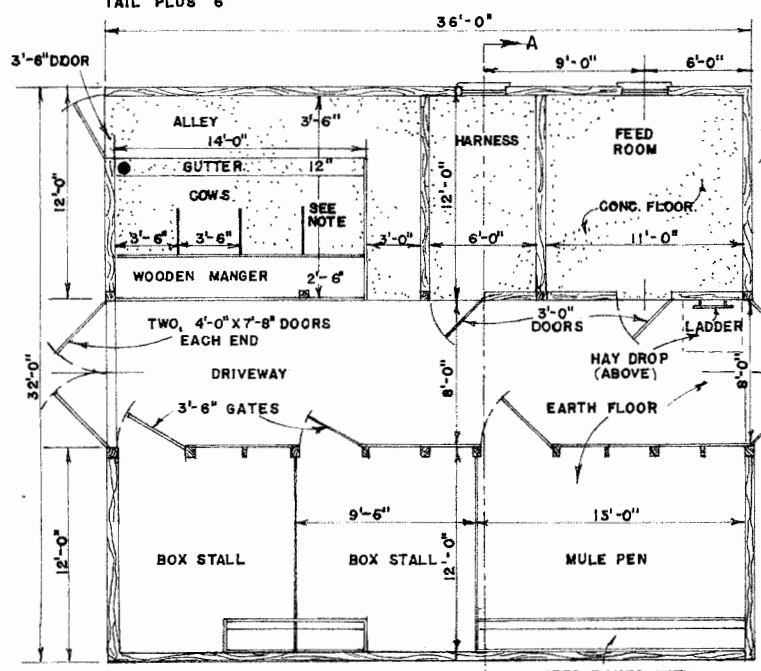 TAIL PLUS 6"
36'-0"
A
3'-6" DOOR
9'-0"
6'-0"
ALLEY
3'-6"
14'-0"
HARNESS
FEED
ROOM
GUTTER
12"
12'-0"
COWS
SEE
NOTE
12'-0"
CONC. FLOOR
3'-6"
3'-6"
3'-0"
6'-0"
11'-0"
WOODEN MANGER
2'-6"
TWO, 4'-0" X 7'-8" DOORS
EACH END
3'-0"
DOORS
LADDER
32'-0"
DRIVEWAY
8'-0"
HAY DROP
(ABOVE)
8'-0"
3'-6" GATES
EARTH FLOOR
9'-6"
13'-0"
12'-0"
BOX STALL
BOX STALL
12'-0"
MULE PEN